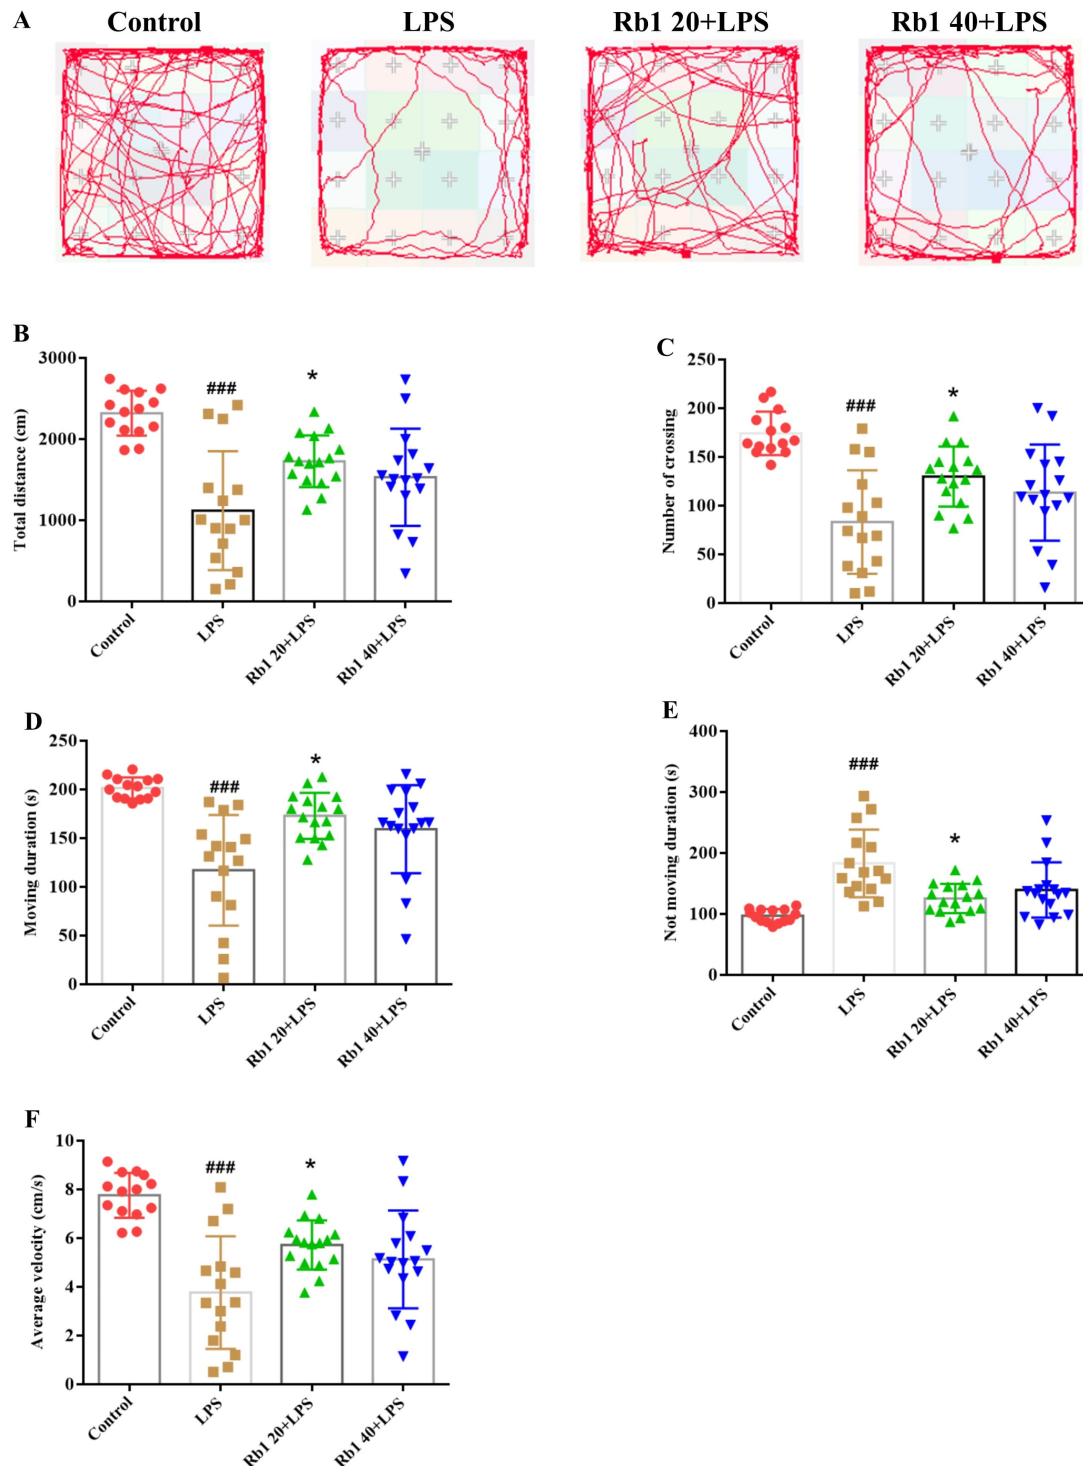 A Control LPS Rb1 20+LPS Rb1 40+LPS
B
3000
2000
1000
0
Total distance (cm)
###
*
Control LPS Rb1 20+LPS Rb1 40+LPS
C
250
200
150
100
50
0
Number of crossing
###
*
Control LPS Rb1 20+LPS Rb1 40+LPS
D
250
200
150
100
50
0
Moving duration (s)
###
*
Control LPS Rb1 20+LPS Rb1 40+LPS
E
400
300
200
100
0
Not moving duration (s)
###
*
Control LPS Rb1 20+LPS Rb1 40+LPS
F
10
8
6
4
2
0
Average velocity (cm/s)
###
*
Control LPS Rb1 20+LPS Rb1 40+LPS